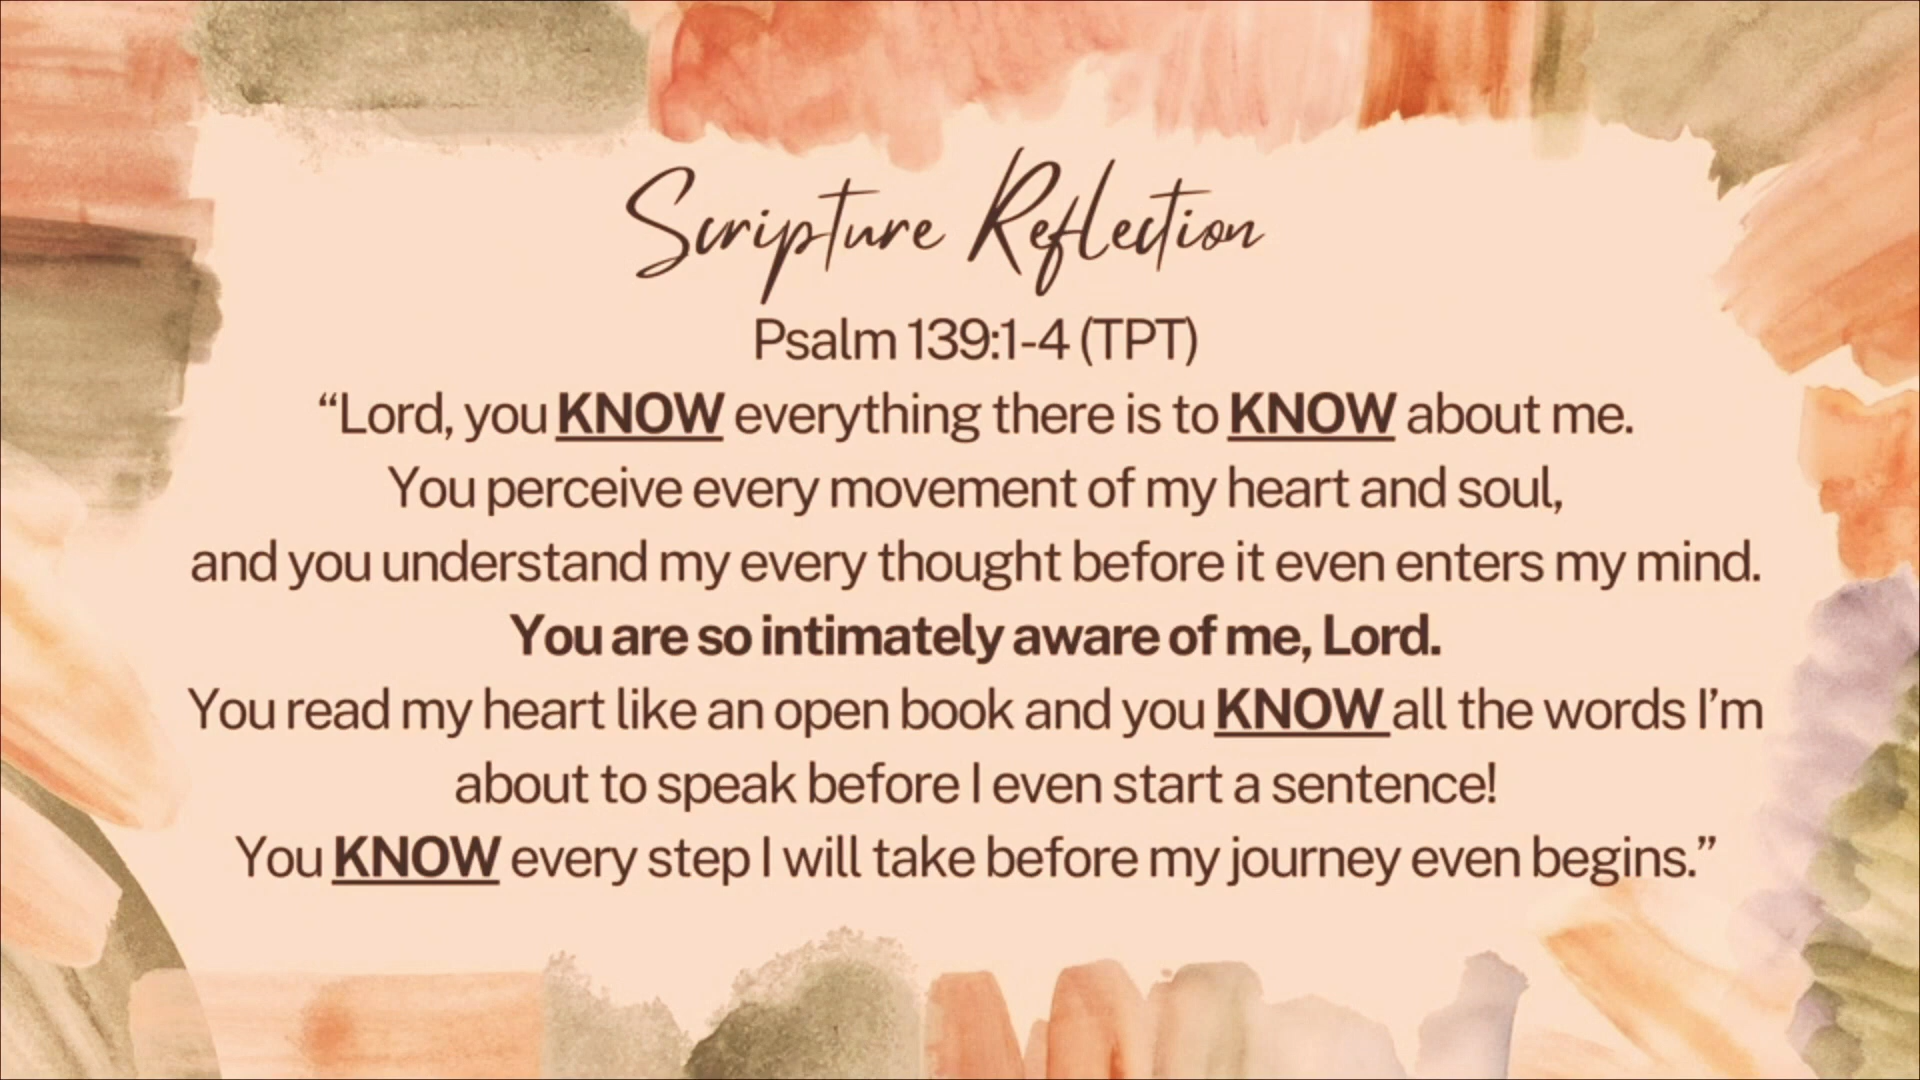 Scripture Reflection
Psalm 139:1-4 (TPT)
“Lord, you KNOW everything there is to KNOW about me.
You perceive every movement of my heart and soul,
and you understand my every thought before it even enters my mind.
You are so intimately aware of me, Lord.
You read my heart like an open book and you KNOW all the words I’m
about to speak before I even start a sentence!
You KNOW every step I will take before my journey even begins.”